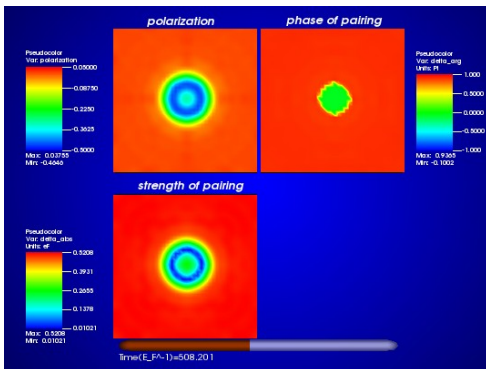 polarization
phase of pairing
Pseudocolor
Var: polarization
0.05000
-0.08750
-0.2250
-0.3625
-0.5000
Max: 0.03755
Min: -0.4646
Pseudocolor
Var: delta_arg
Units: Pi
1.000
0.5000
0.0000
-0.5000
-1.000
Max: 0.9365
Min: -0.1002
strength of pairing
Pseudocolor
Var: delta_abs
Units: eF
0.5208
0.3931
0.2655
0.1378
0.01021
Max: 0.5208
Min: 0.01021
Time(E_F^-1)=508.201